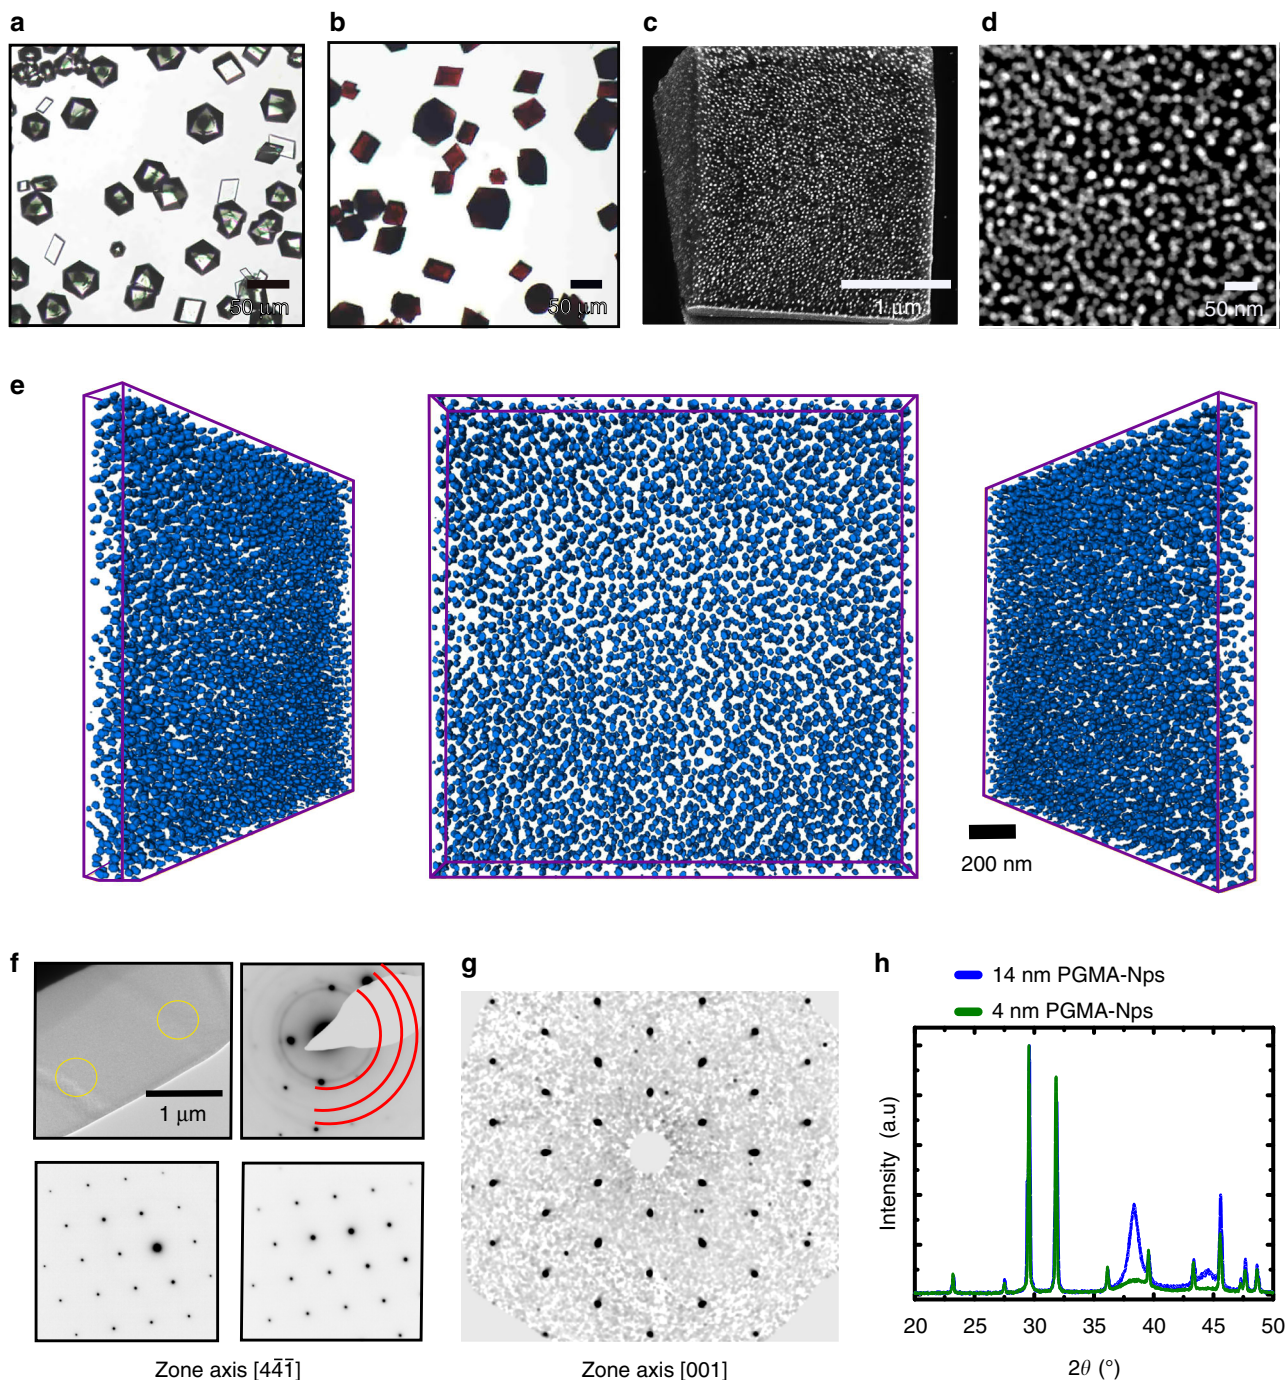 a
b
c
d
50 μm
50 μm
1 μm
50 nm
e
200 nm
f
g
h
14 nm PGMA-Nps
4 nm PGMA-Nps
1 μm
Intensity (a.u)
20 25 30 35 40 45 50
2θ (°)
Zone axis [44̄1̄]
Zone axis [001]